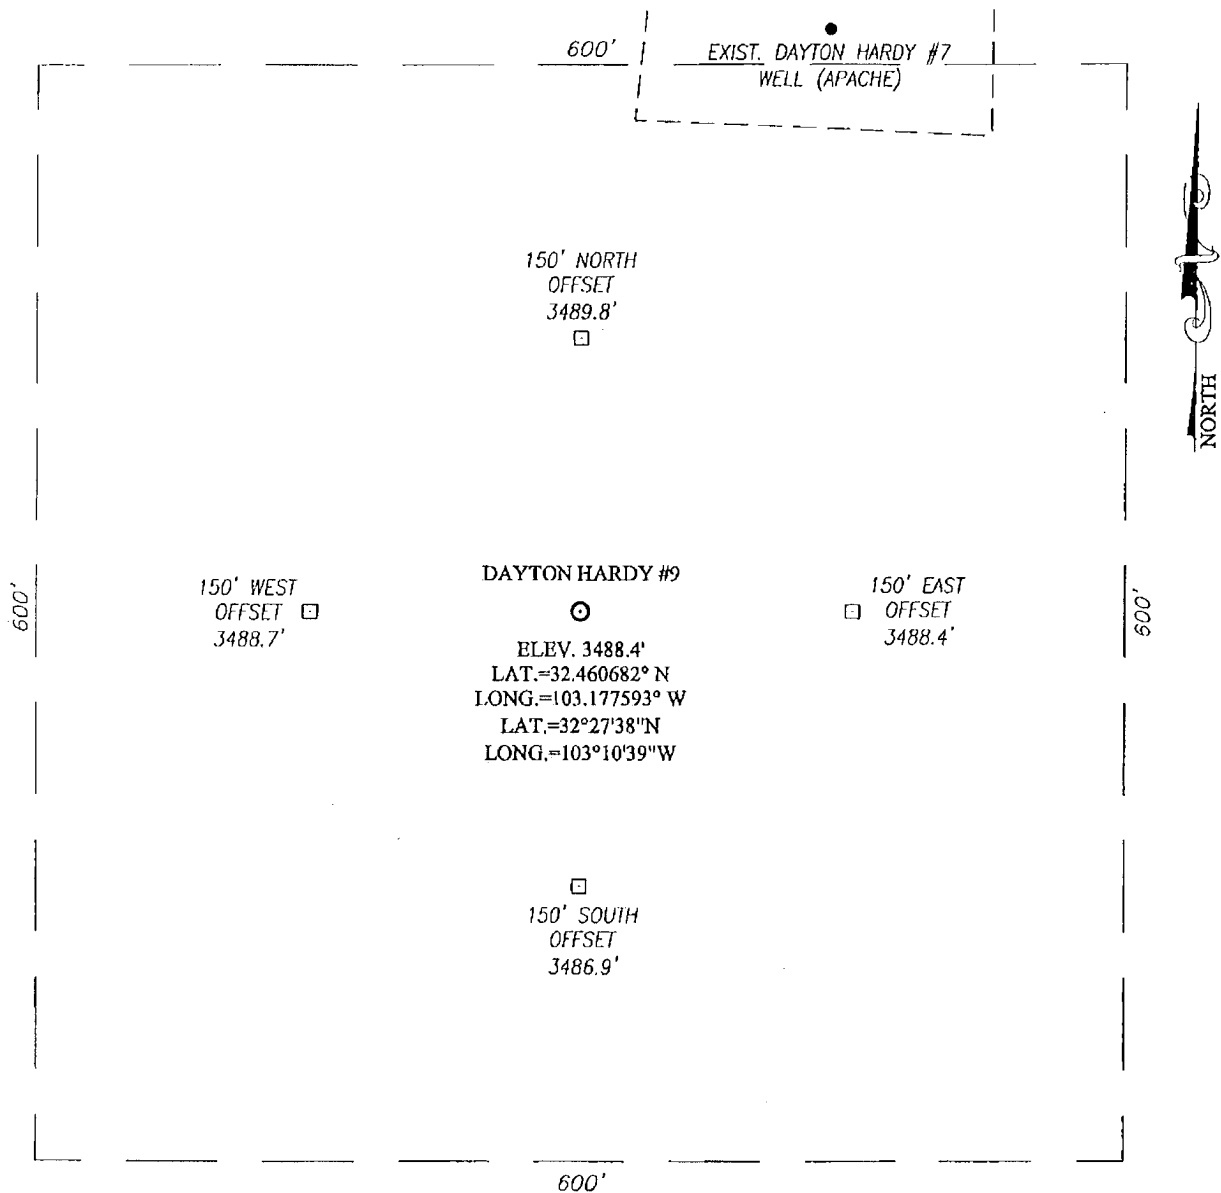 600'
EXIST. DAYTON HARDY #7
WELL (APACHE)
150' NORTH
OFFSET
3489.8'
NORTH
600'
150' WEST
OFFSET
3488.7'
DAYTON HARDY #9
ELEV. 3488.4'
LAT.=32.460682° N
LONG.=103.177593° W
LAT.=32°27'38"N
LONG.=103°10'39"W
150' EAST
OFFSET
3488.4'
600'
150' SOUTH
OFFSET
3486.9'
600'